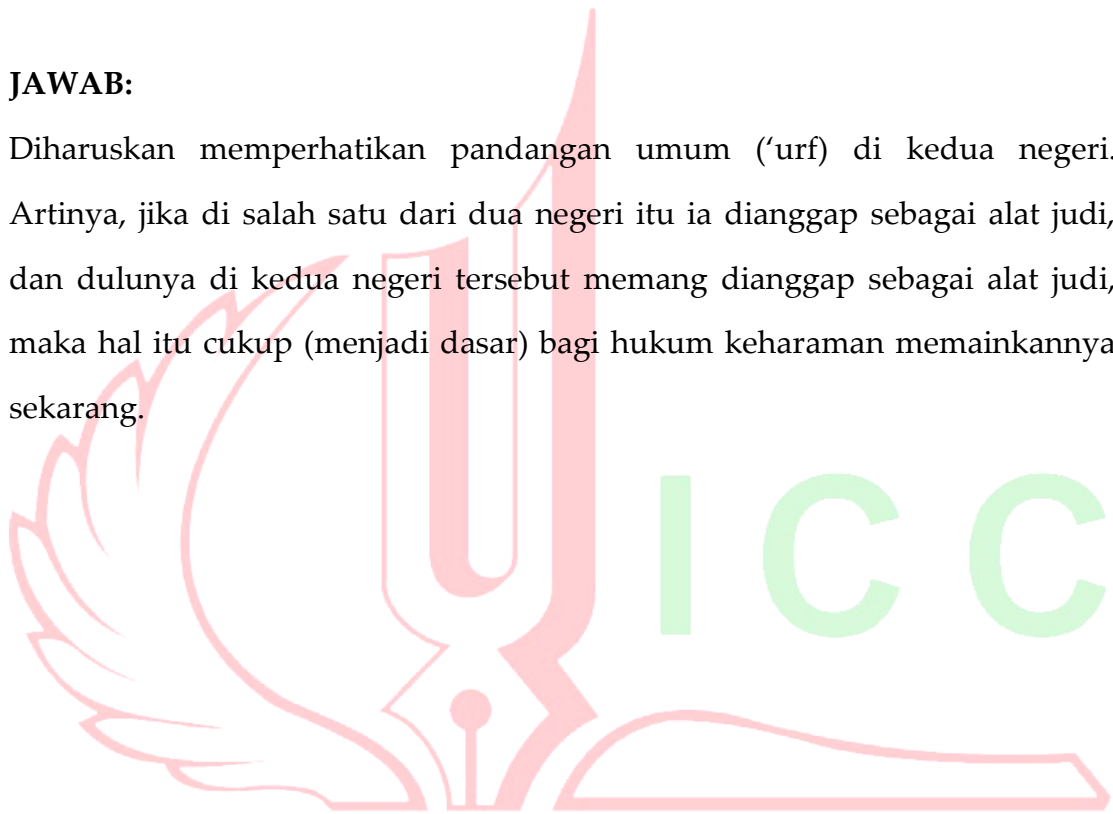 JAWAB:
Diharuskan memperhatikan pandangan umum (‘urf) di kedua negeri.
Artinya, jika di salah satu dari dua negeri itu ia dianggap sebagai alat judi,
dan dulunya di kedua negeri tersebut memang dianggap sebagai alat judi,
maka hal itu cukup (menjadi dasar) bagi hukum keharaman memainkannya
sekarang.
I C C